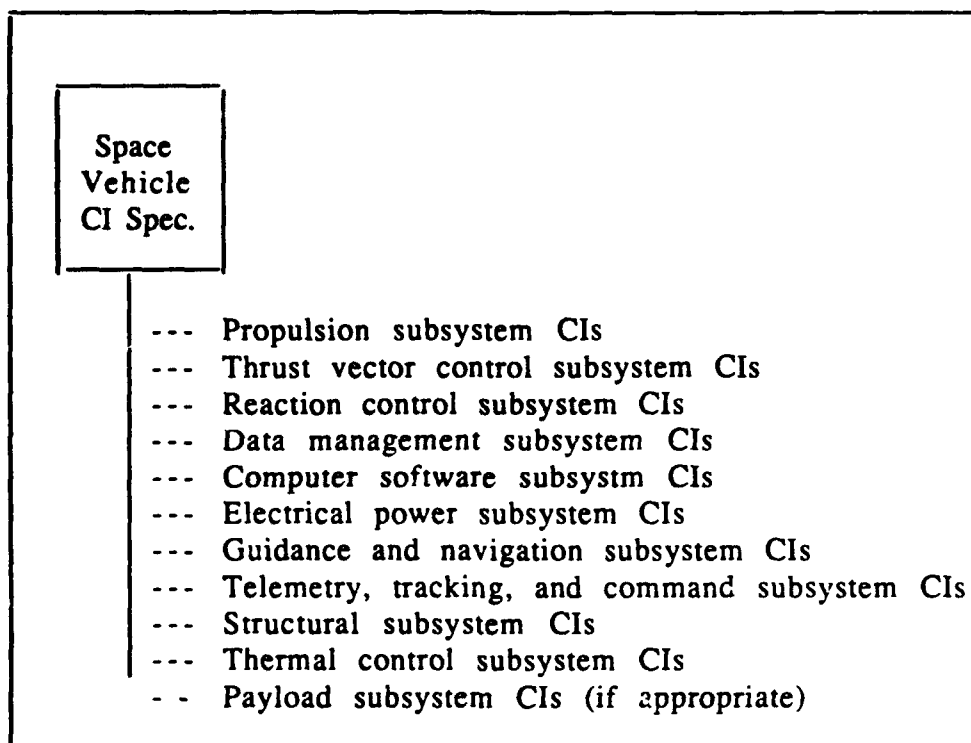 Space
Vehicle
CI Spec.
--- Propulsion subsystem CIs
--- Thrust vector control subsystem CIs
--- Reaction control subsystem CIs
--- Data management subsystem CIs
--- Computer software subsystm CIs
--- Electrical power subsystem CIs
--- Guidance and navigation subsystem CIs
--- Telemetry, tracking, and command subsystem CIs
--- Structural subsystem CIs
--- Thermal control subsystem CIs
- - Payload subsystem CIs (if appropriate)